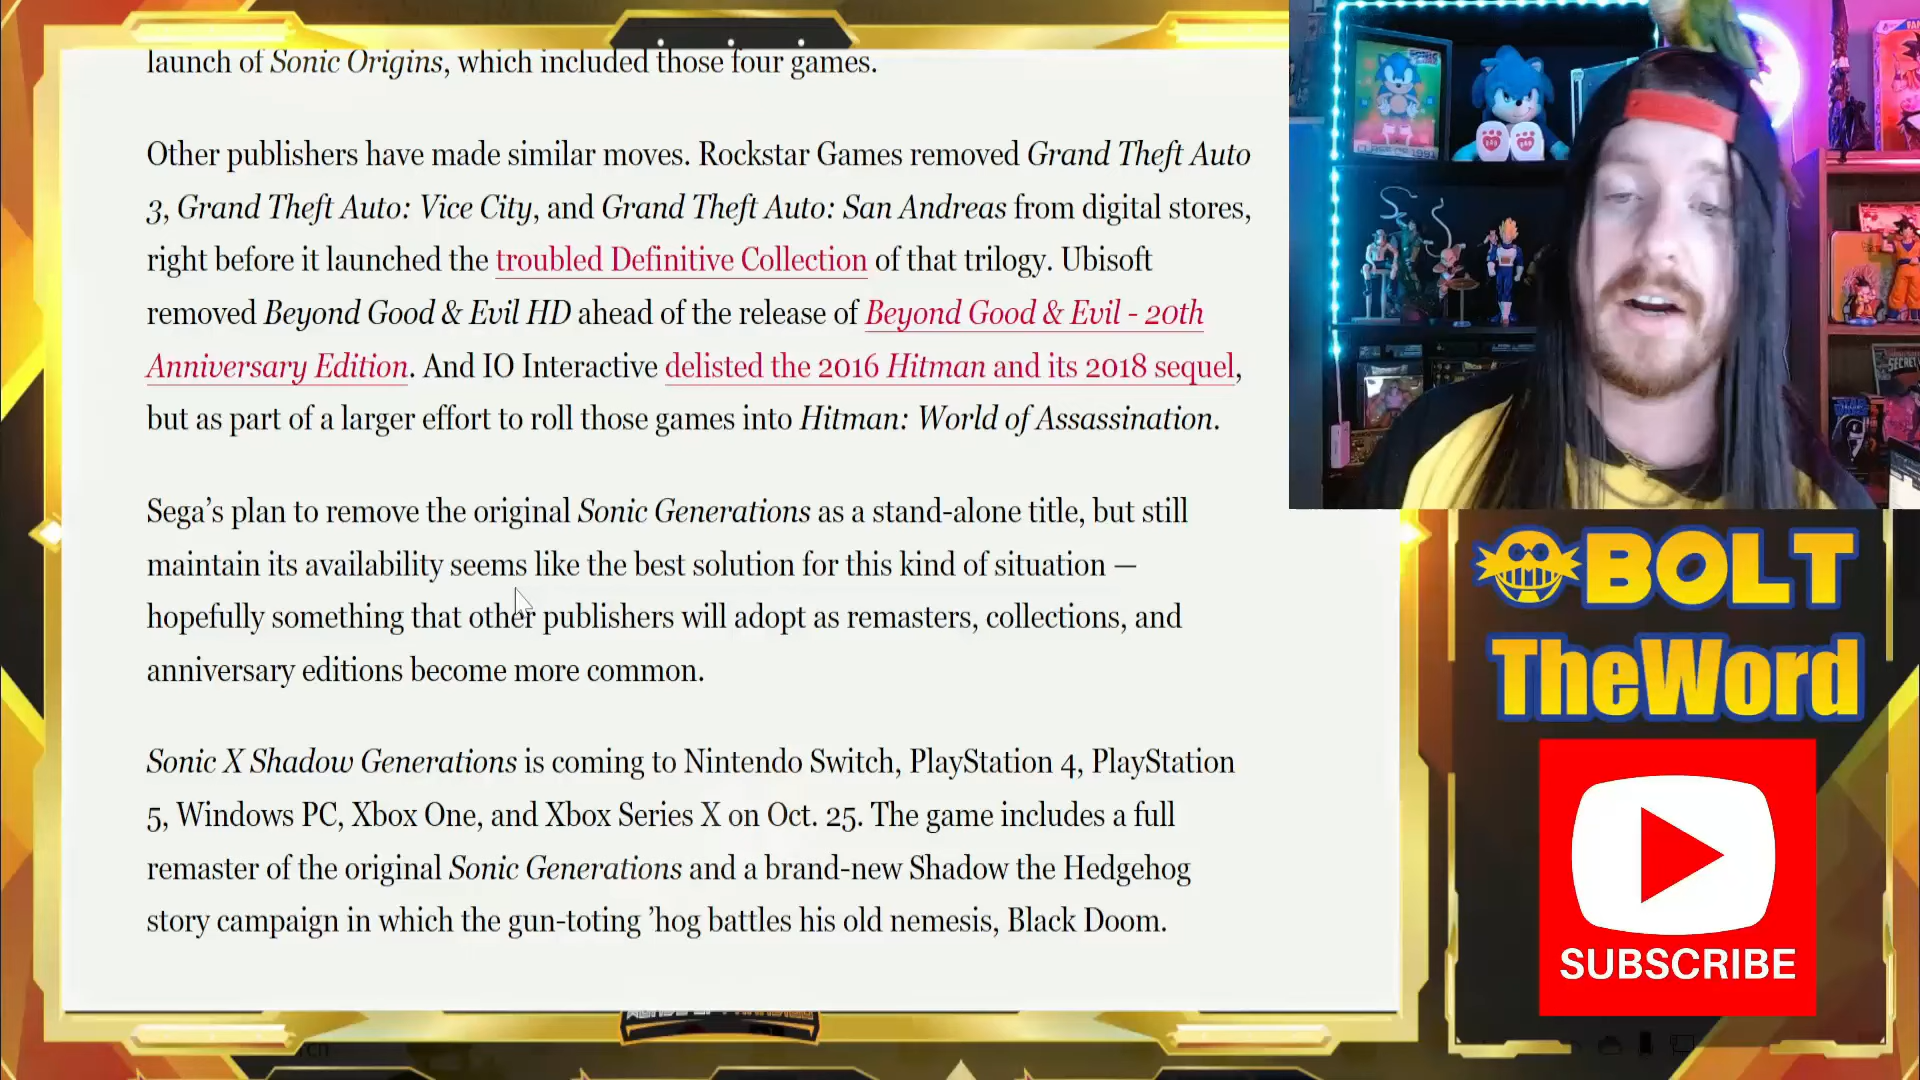 launch of Sonic Origins, which included those four games.
Other publishers have made similar moves. Rockstar Games removed Grand Theft Auto
3, Grand Theft Auto: Vice City, and Grand Theft Auto: San Andreas from digital stores,
right before it launched the troubled Definitive Collection of that trilogy. Ubisoft
removed Beyond Good & Evil HD ahead of the release of Beyond Good & Evil - 20th
Anniversary Edition. And IO Interactive delisted the 2016 Hitman and its 2018 sequel,
but as part of a larger effort to roll those games into Hitman: World of Assassination.
Sega’s plan to remove the original Sonic Generations as a stand-alone title, but still
maintain its availability seems like the best solution for this kind of situation —
hopefully something that other publishers will adopt as remasters, collections, and
anniversary editions become more common.
Sonic X Shadow Generations is coming to Nintendo Switch, PlayStation 4, PlayStation
5, Windows PC, Xbox One, and Xbox Series X on Oct. 25. The game includes a full
remaster of the original Sonic Generations and a brand-new Shadow the Hedgehog
story campaign in which the gun-toting ’hog battles his old nemesis, Black Doom.
CLASS OF 1991
SECRET
BOLT
TheWord
SUBSCRIBE